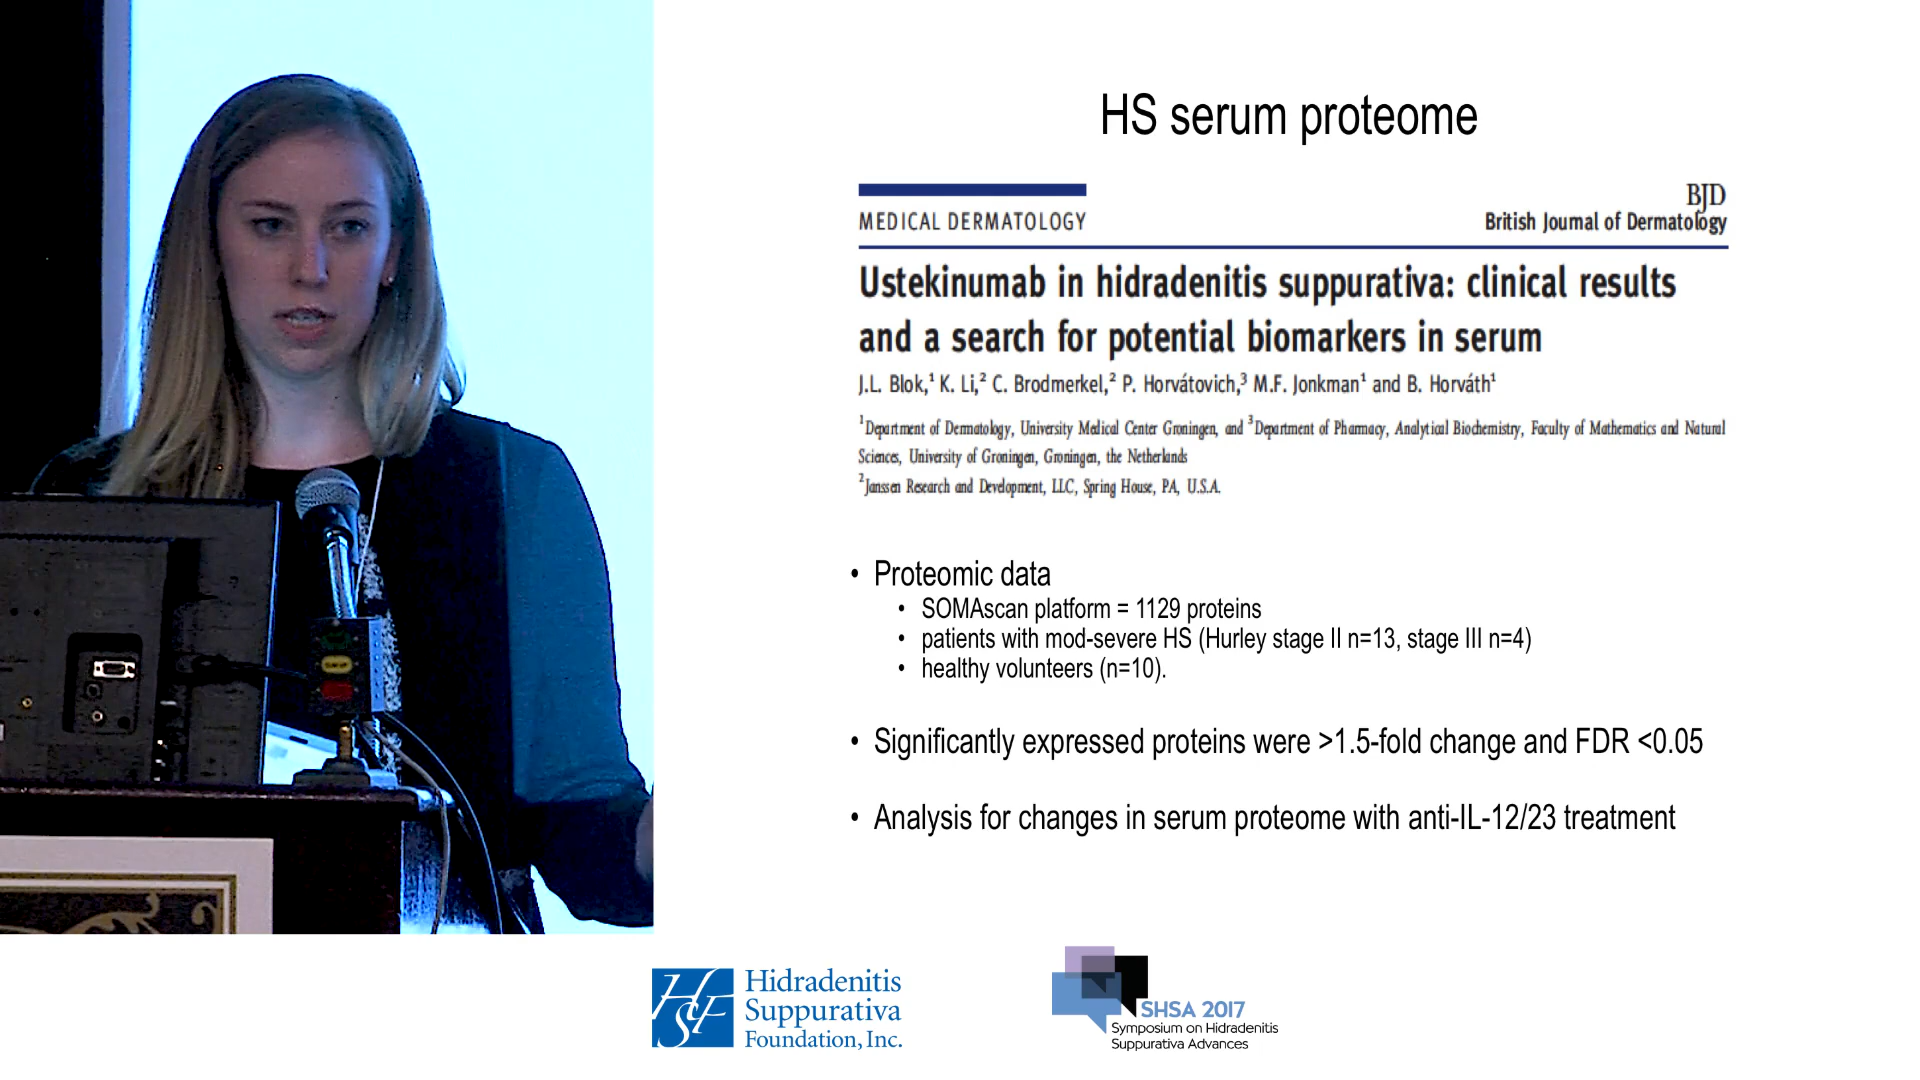 HS serum proteome
BJD
MEDICAL DERMATOLOGY
British Journal of Dermatology
Ustekinumab in hidradenitis suppurativa: clinical results
and a search for potential biomarkers in serum
J.L. Blok,¹ K. Li,² C. Brodmerkel,² P. Horvátovich,³ M.F. Jonkman¹ and B. Horváth¹
¹Department of Dermatology, University Medical Center Groningen, and ³Department of Pharmacy, Analytical Biochemistry, Faculty of Mathematics and Natural
Sciences, University of Groningen, Groningen, the Netherlands
²Janssen Research and Development, LLC, Spring House, PA, U.S.A.
• Proteomic data
• SOMAscan platform = 1129 proteins
• patients with mod-severe HS (Hurley stage II n=13, stage III n=4)
• healthy volunteers (n=10).
• Significantly expressed proteins were >1.5-fold change and FDR <0.05
• Analysis for changes in serum proteome with anti-IL-12/23 treatment
HSF
Hidradenitis
Suppurativa
Foundation, Inc.
SHSA 2017
Symposium on Hidradenitis
Suppurativa Advances